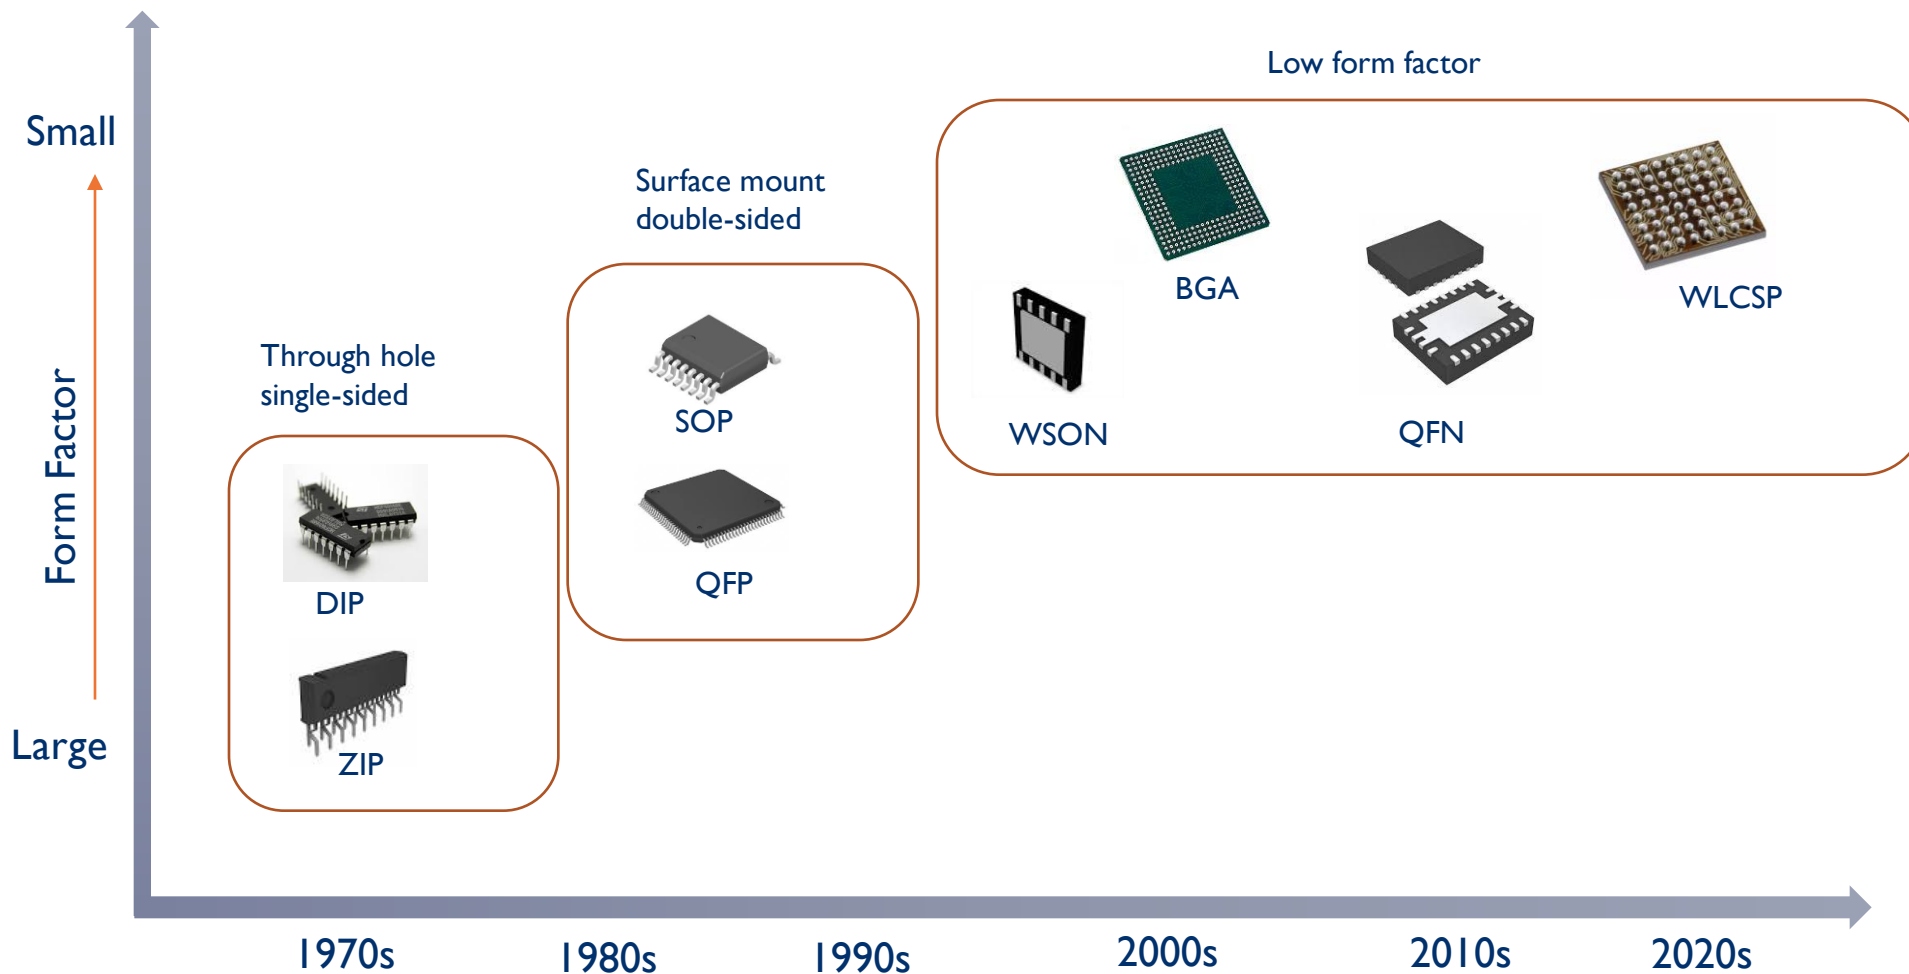 Low form factor
Small
Surface mount
double-sided
BGA
WLCSP
Through hole
single-sided
SOP
WSON
QFN
Form Factor
QFP
DIP
Large
ZIP
1970s
1980s
1990s
2000s
2010s
2020s